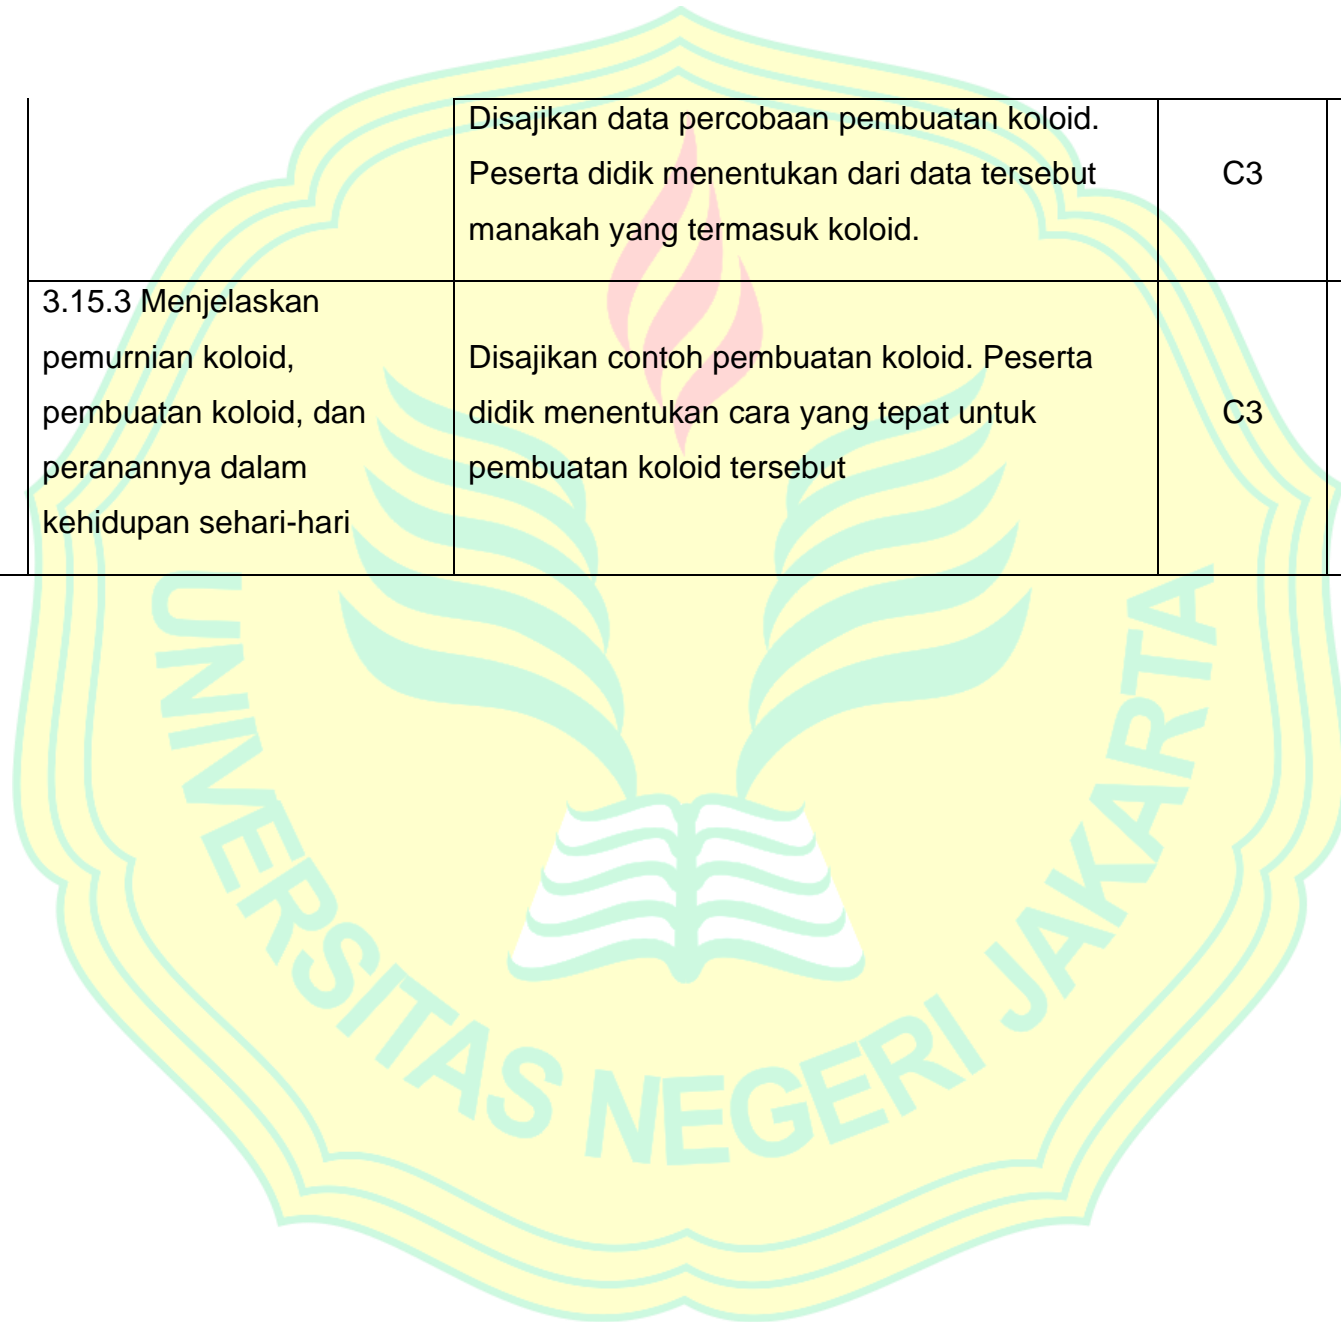 Disajikan data percobaan pembuatan koloid.
Peserta didik menentukan dari data tersebut
manakah yang termasuk koloid.
C3
3.15.3 Menjelaskan
pemurnian koloid,
pembuatan koloid, dan
peranannya dalam
kehidupan sehari-hari
Disajikan contoh pembuatan koloid. Peserta
didik menentukan cara yang tepat untuk
pembuatan koloid tersebut
C3
UNIVERSITAS NEGERI JAKARTA